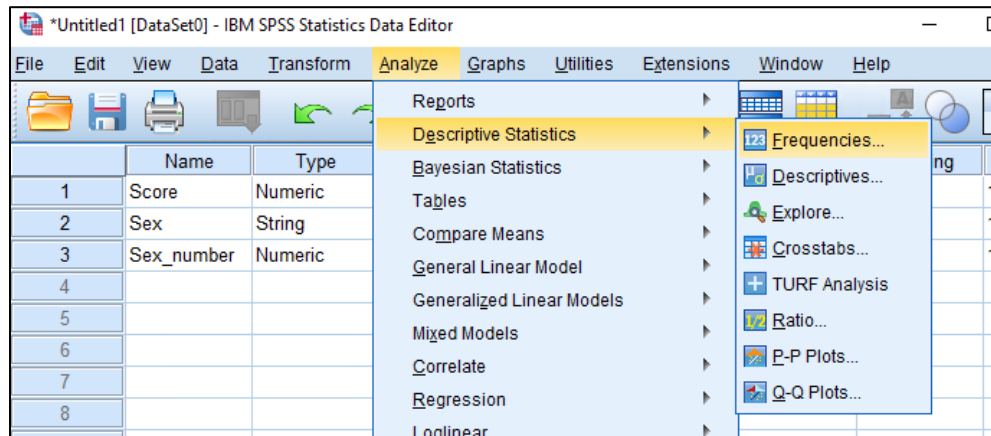 *Untitled1 [DataSet0] - IBM SPSS Statistics Data Editor
File Edit View Data Transform Analyze Graphs Utilities Extensions Window Help
Reports
Descriptive Statistics
Bayesian Statistics
Tables
Compare Means
General Linear Model
Generalized Linear Models
Mixed Models
Correlate
Regression
Loglinear
A
123 Frequencies...
Descriptives...
Explore...
Crosstabs...
TURF Analysis
1/2 Ratio...
P-P Plots...
Q-Q Plots...
Name Type ng
1 Score Numeric
2 Sex String
3 Sex_number Numeric
4
5
6
7
8